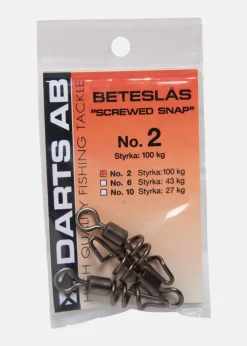 BETESLÅS
"SCREWED SNAP"
No. 2
Styrka: 100 kg
No. 2 Styrka:100 kg
No. 6 Styrka: 43 kg
No. 10 Styrka: 27 kg
DARTS AB
HIGH QUALITY FISHING TACKLE